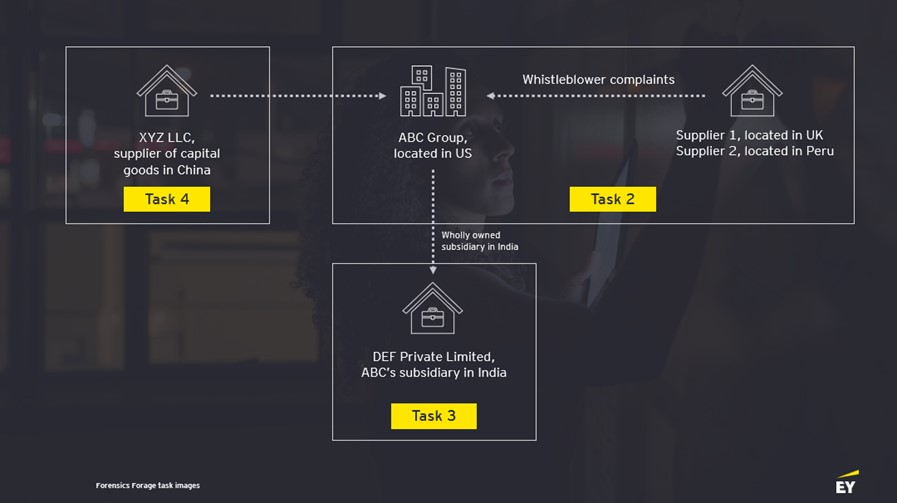 XYZ LLC,
supplier of capital
goods in China
Task 4
ABC Group,
located in US
Whistleblower complaints
Supplier 1, located in UK
Supplier 2, located in Peru
Task 2
Wholly owned
subsidiary in India
DEF Private Limited,
ABC's subsidiary in India
Task 3
Forensics Forage task images
EY